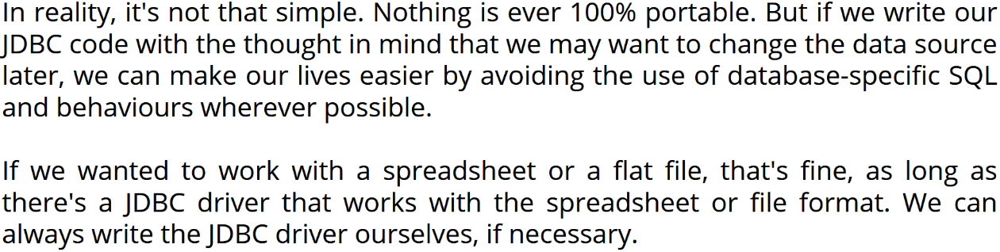 In reality, it's not that simple. Nothing is ever 100% portable. But if we write our
JDBC code with the thought in mind that we may want to change the data source
later, we can make our lives easier by avoiding the use of database-specific SQL
and behaviours wherever possible.
If we wanted to work with a spreadsheet or a flat file, that's fine, as long as
there's a JDBC driver that works with the spreadsheet or file format. We can
always write the JDBC driver ourselves, if necessary.